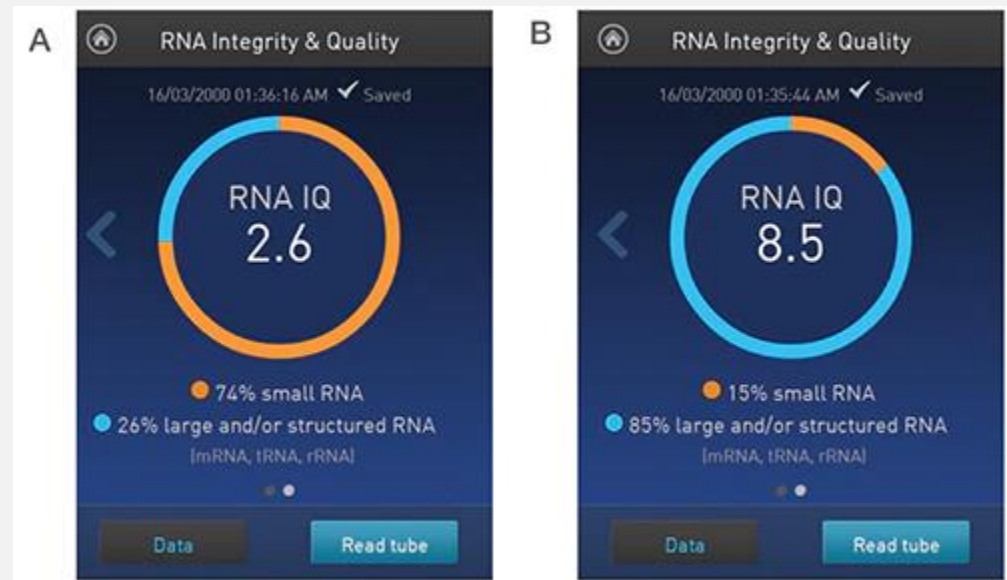 A
RNA Integrity & Quality
16/03/2000 01:36:16 AM Saved
RNA IQ
2.6
74% small RNA
26% large and/or structured RNA
[mRNA, tRNA, rRNA]
Data
Read tube
B
RNA Integrity & Quality
16/03/2000 01:35:44 AM Saved
RNA IQ
8.5
15% small RNA
85% large and/or structured RNA
[mRNA, tRNA, rRNA]
Data
Read tube